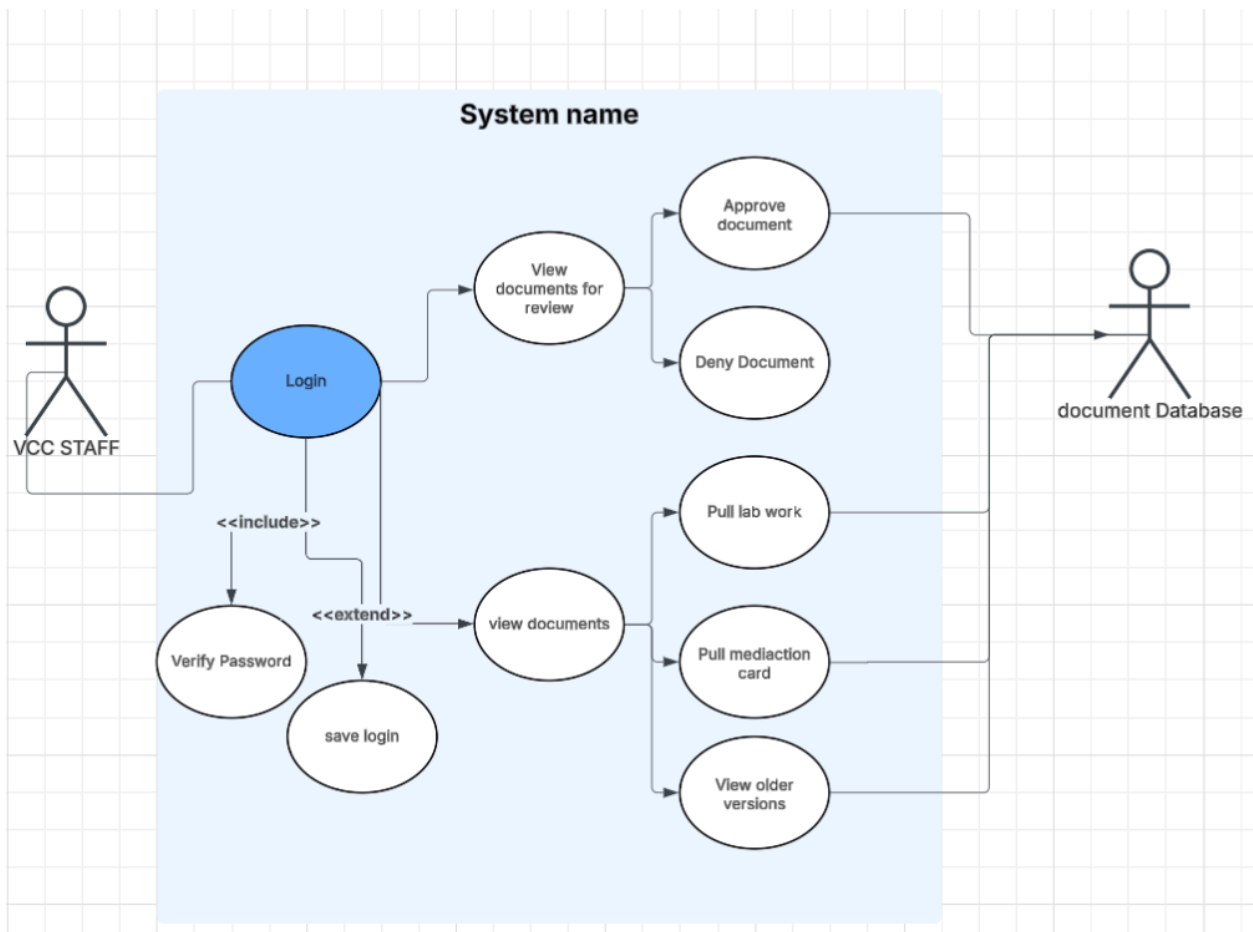 System name
Approve
document
View
documents for
review
Deny Document
Login
VCC STAFF
document Database
<<include>>
Pull lab work
<<extend>>
view documents
Verify Password
Pull mediaction
card
save login
View older
versions